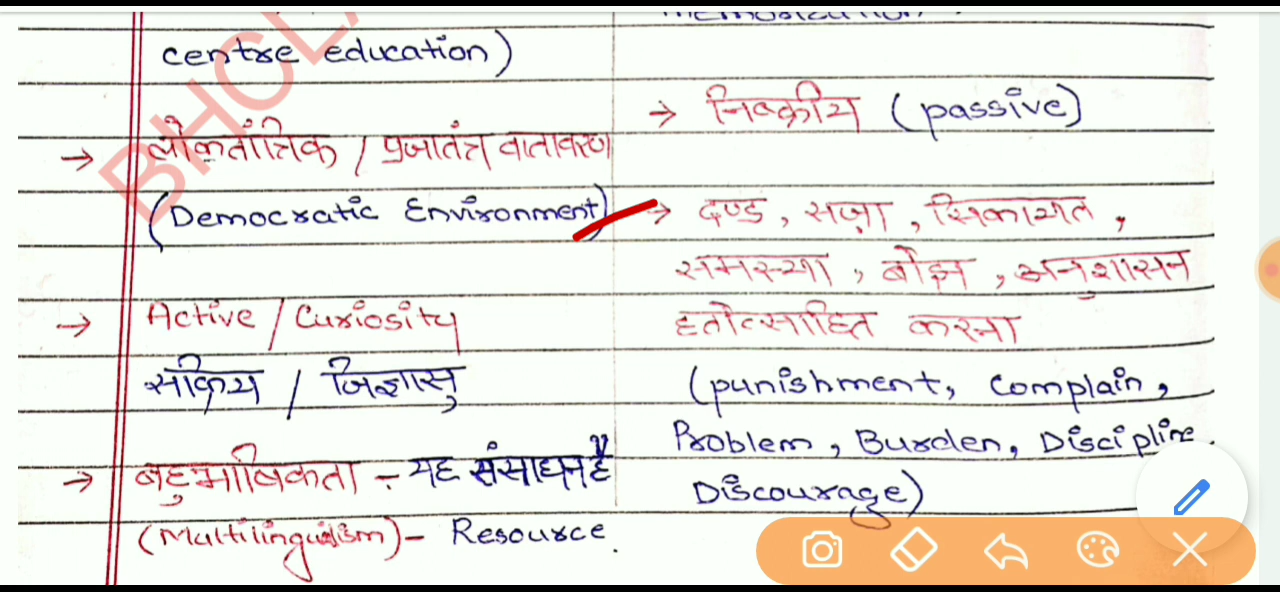 centre education)
→ लोकतांत्रिक / प्रजातंत्र वातावरण
(Democratic Environment)
→ Active / Curiosity
सक्रिय / जिज्ञासु
→ बहुभाषिकता - यह संसाधन है
(Multilingualism) - Resource.
→ निष्क्रीय (passive)
→ दण्ड, सज़ा, सिकायत,
समस्या, बोझ, अनुशासन
हतोत्साहित करना
(punishment, complain,
Problem, Burden, Discipline.
Discourage)
BHOL